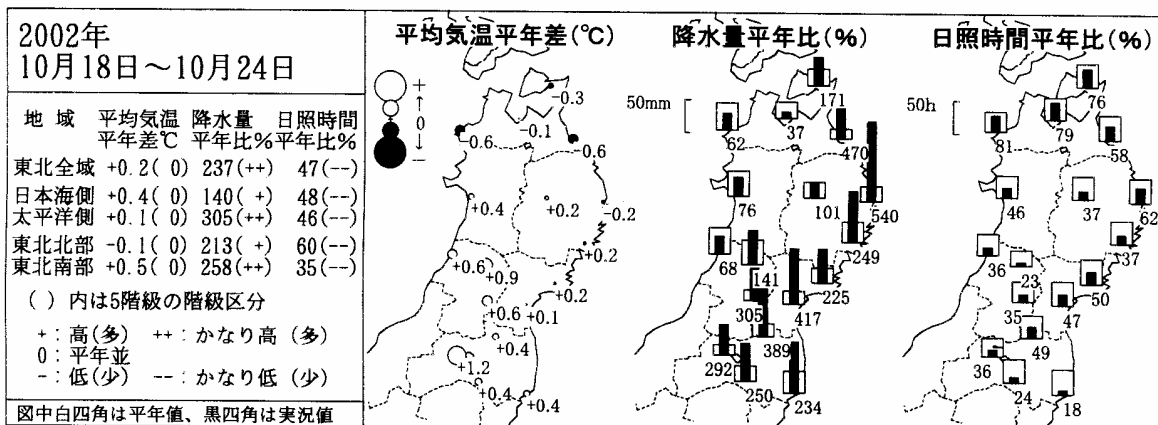 2002年
10月18日～10月24日
地 域 平均気温 降水量 日照時間
平年差℃ 平年比% 平年比%
東北全域 +0.2( 0) 237(++) 47(--)
日本海側 +0.4( 0) 140( +) 48(--)
太平洋側 +0.1( 0) 305(++) 46(--)
東北北部 -0.1( 0) 213( +) 60(--)
東北南部 +0.5( 0) 258(++) 35(--)
( ) 内は5階級の階級区分
+：高(多) ++：かなり高 (多)
0：平年並
-：低(少) --：かなり低 (少)
図中白四角は平年値、黒四角は実況値
平均気温平年差(℃)
+
↑
0
↓
-
-0.3
-0.1
-0.6
-0.6
+0.4
+0.2
-0.2
+0.2
+0.6
+0.9
+0.2
+0.6
+0.1
+0.4
+1.2
+0.4
+0.4
降水量平年比(%)
50mm
171
37
62
470
76
101
540
249
68
141
225
305
417
389
292
250
234
日照時間平年比(%)
50h
76
79
81
58
46
37
62
37
36
23
50
35
47
49
36
24
18